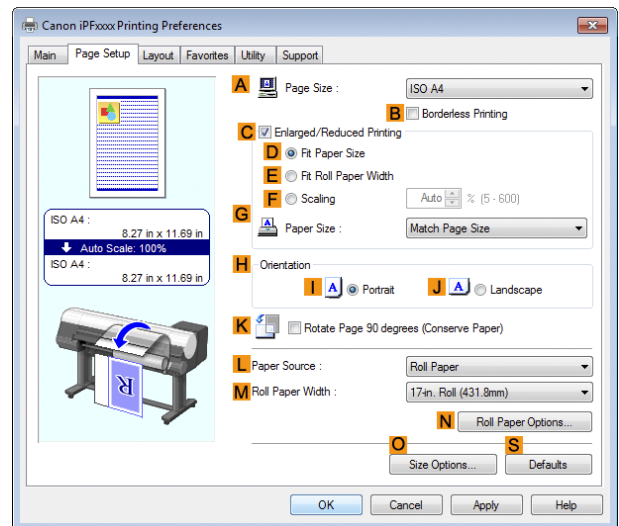 Canon iPFxxxx Printing Preferences
Main Page Setup Layout Favorites Utility Support
A Page Size : ISO A4
B Borderless Printing
C Enlarged/Reduced Printing
D Fit Paper Size
E Fit Roll Paper Width
F Scaling Auto % (5 - 600)
G Paper Size : Match Page Size
ISO A4 :
8.27 in x 11.69 in
Auto Scale: 100%
ISO A4 :
8.27 in x 11.69 in
H Orientation
I A Portrait J A Landscape
K Rotate Page 90 degrees (Conserve Paper)
L Paper Source : Roll Paper
M Roll Paper Width : 17-in. Roll (431.8mm)
N Roll Paper Options...
O Size Options... S Defaults
R
OK Cancel Apply Help